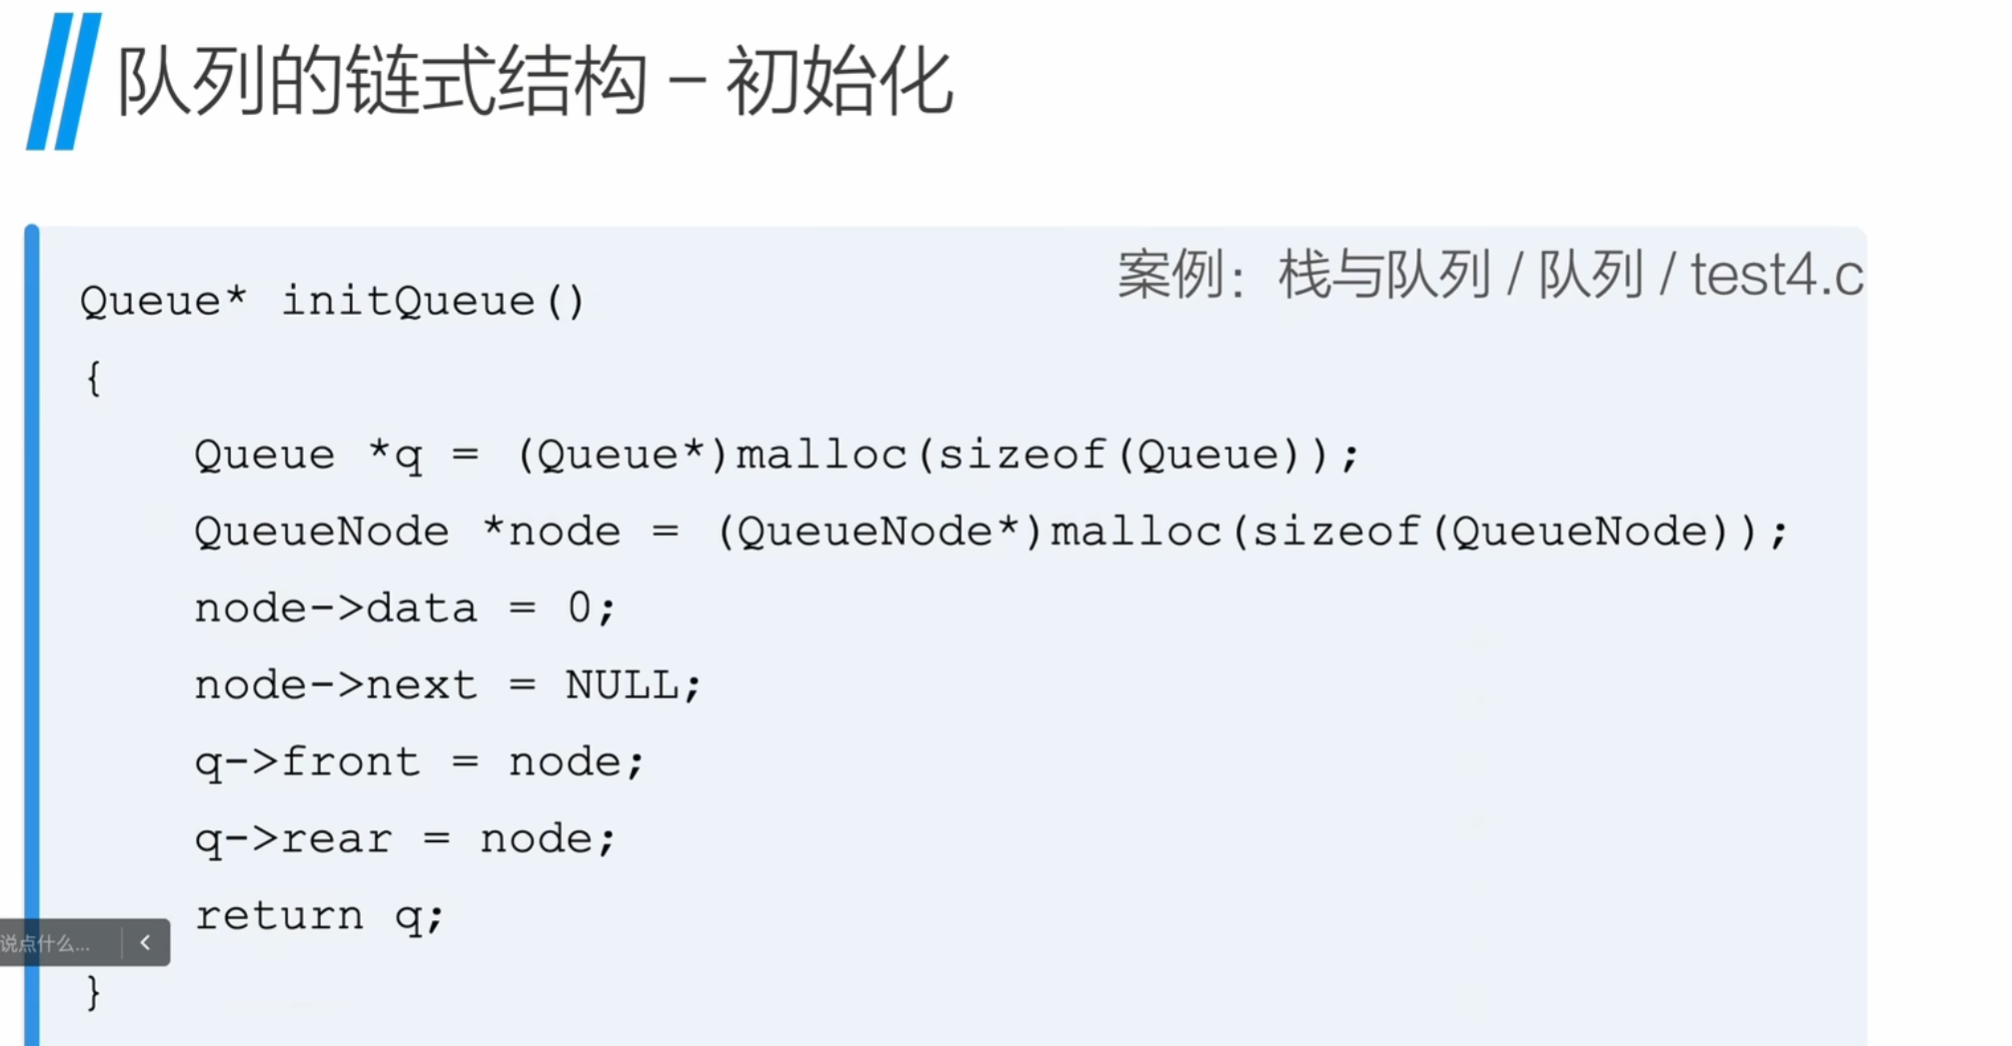 队列的链式结构 – 初始化
案例：栈与队列 / 队列 / test4.c
Queue* initQueue()
{
Queue *q = (Queue*)malloc(sizeof(Queue));
QueueNode *node = (QueueNode*)malloc(sizeof(QueueNode));
node->data = 0;
node->next = NULL;
q->front = node;
q->rear = node;
return q;
说点什么...
}